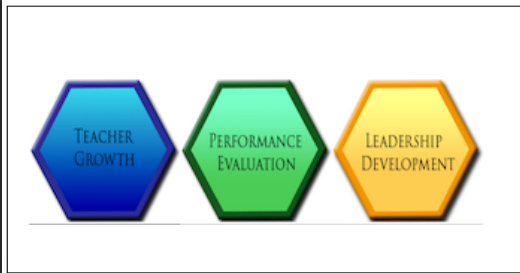 TEACHER
GROWTH
PERFORMANCE
EVALUATION
LEADERSHIP
DEVELOPMENT